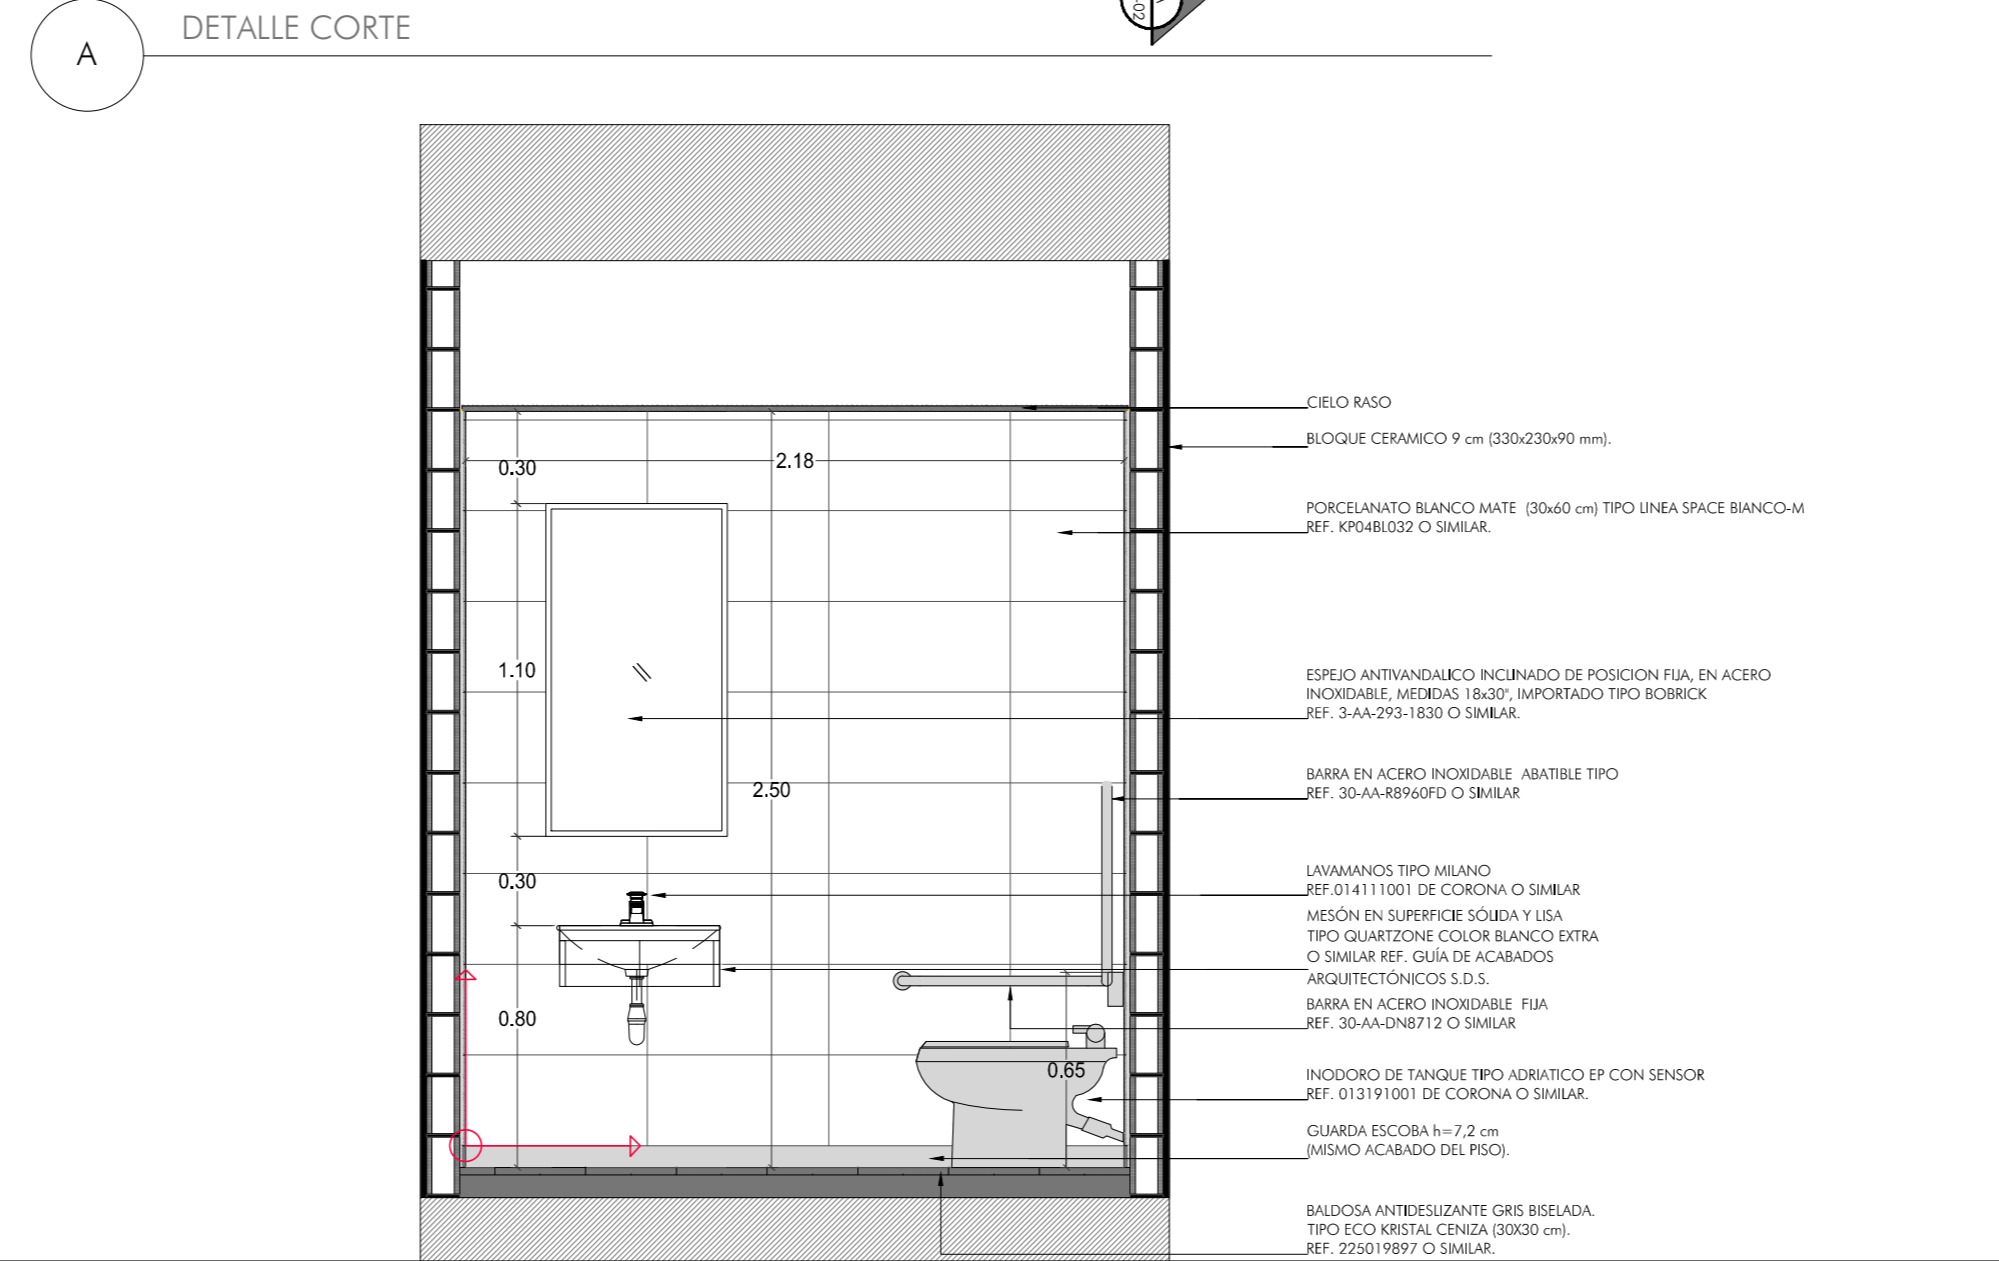 DETALLE CORTE
A
02
CIELO RASO
BLOQUE CERAMICO 9 cm (330x230x90 mm).
0.30
2.18
PORCELANATO BLANCO MATE (30x60 cm) TIPO LINEA SPACE BIANCO-M
REF. KP04BL032 O SIMILAR.
1.10
ESPEJO ANTIVANDALICO INCLINADO DE POSICION FIJA, EN ACERO
INOXIDABLE, MEDIDAS 18x30", IMPORTADO TIPO BOBRICK
REF. 3-AA-293-1830 O SIMILAR.
2.50
BARRA EN ACERO INOXIDABLE ABATIBLE TIPO
REF. 30-AA-R8960FD O SIMILAR
0.30
LAVAMANOS TIPO MILANO
REF.014111001 DE CORONA O SIMILAR
MESÓN EN SUPERFICIE SÓLIDA Y LISA
TIPO QUARTZONE COLOR BLANCO EXTRA
O SIMILAR REF. GUÍA DE ACABADOS
ARQUITECTÓNICOS S.D.S.
0.80
BARRA EN ACERO INOXIDABLE FIJA
REF. 30-AA-DN8712 O SIMILAR
0.65
INODORO DE TANQUE TIPO ADRIATICO EP CON SENSOR
REF. 013191001 DE CORONA O SIMILAR.
GUARDA ESCOBA h=7,2 cm
(MISMO ACABADO DEL PISO).
BALDOSA ANTIDESLIZANTE GRIS BISELADA.
TIPO ECO KRISTAL CENIZA (30X30 cm).
REF. 225019897 O SIMILAR.